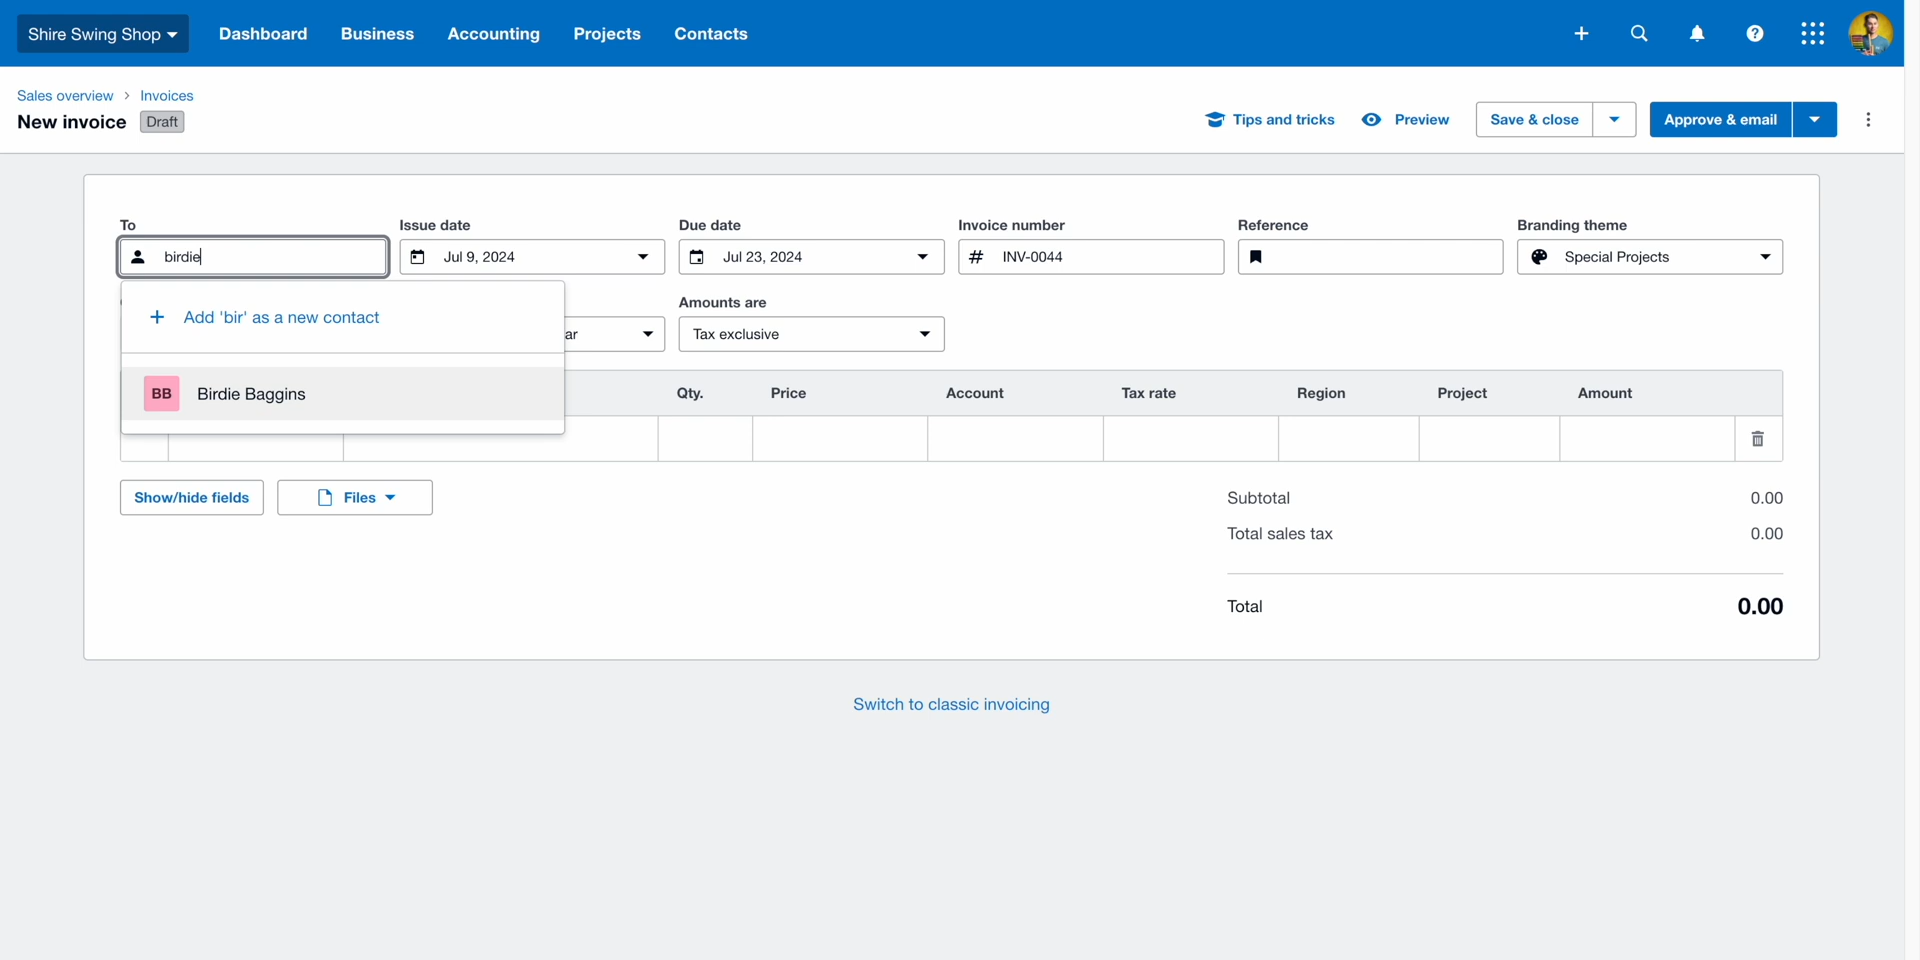 Shire Swing Shop Dashboard Business Accounting Projects Contacts
Sales overview > Invoices
New invoice Draft
Tips and tricks Preview Save & close Approve & email
To Issue date Due date Invoice number Reference Branding theme
birdie Jul 9, 2024 Jul 23, 2024 # INV-0044 Special Projects
Amounts are
+ Add 'bir' as a new contact
ar Tax exclusive
BB Birdie Baggins
Qty. Price Account Tax rate Region Project Amount
Show/hide fields Files
Subtotal 0.00
Total sales tax 0.00
Total 0.00
Switch to classic invoicing